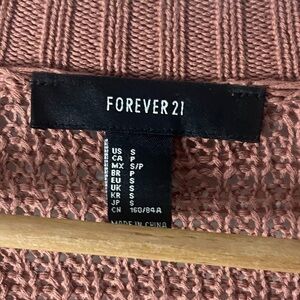 FOREVER 21
US S
CA P
MX S/P
BR P
EU S
UK S
KR S
JP S
CN 160/84A
MADE IN CHINA